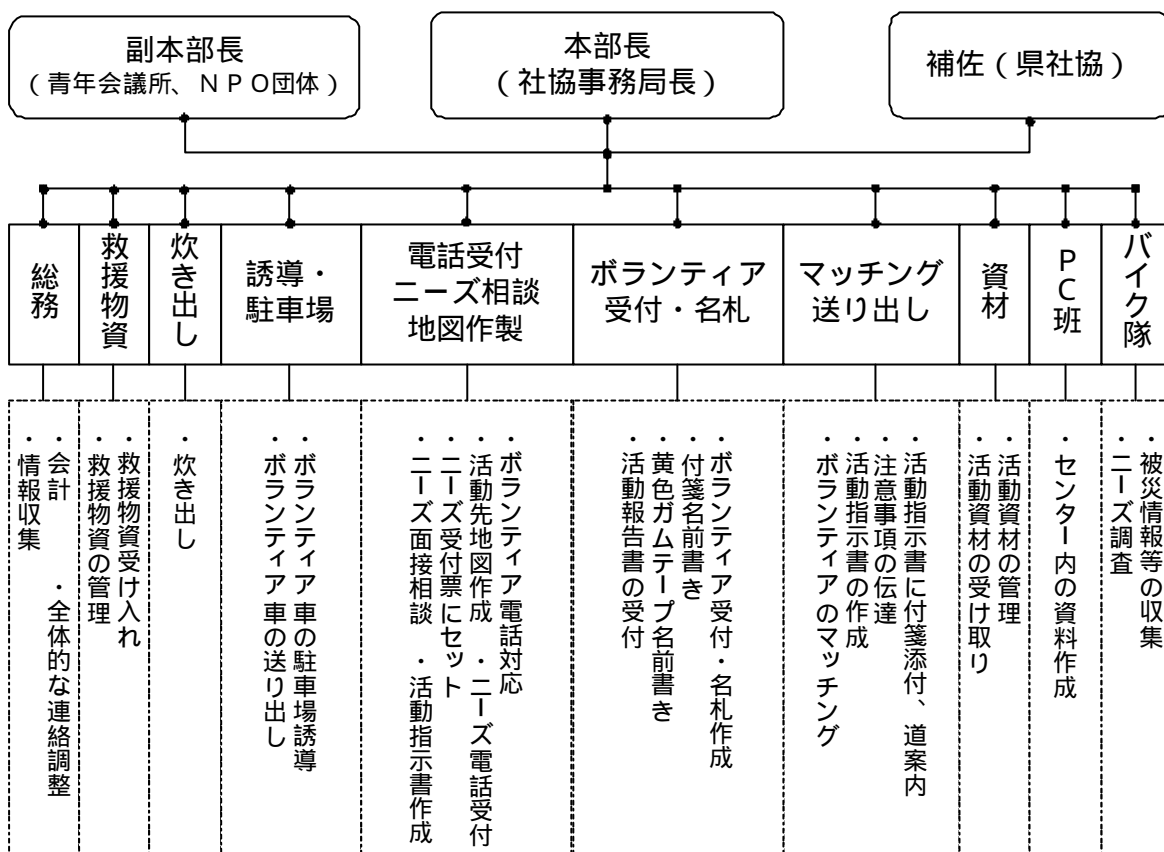 副本部長
(青年会議所、NPO団体)
本部長
(社協事務局長)
補佐(県社協)
総務
救援物資
炊き出し
誘導・
駐車場
電話受付
ニーズ相談
地図作製
ボランティア
受付・名札
マッチング
送り出し
資材
PC班
バイク隊
・会計 ・全体的な連絡調整
・情報収集
・救援物資受け入れ
・救援物資の管理
・炊き出し
・ボランティア車の駐車場誘導
・ボランティア車の送り出し
・ボランティア電話対応
・活動先地図作成 ・ニーズ電話受付
・ニーズ受付票にセット
・ニーズ面接相談 ・活動指示書作成
・ボランティア受付・名札作成
・付箋名前書き
・黄色ガムテープ名前書き
・活動報告書の受付
・活動指示書に付箋添付、道案内
・注意事項の伝達
・活動指示書の作成
・ボランティアのマッチング
・活動資材の管理
・活動資材の受け取り
・センター内の資料作成
・被災情報等の収集
・ニーズ調査